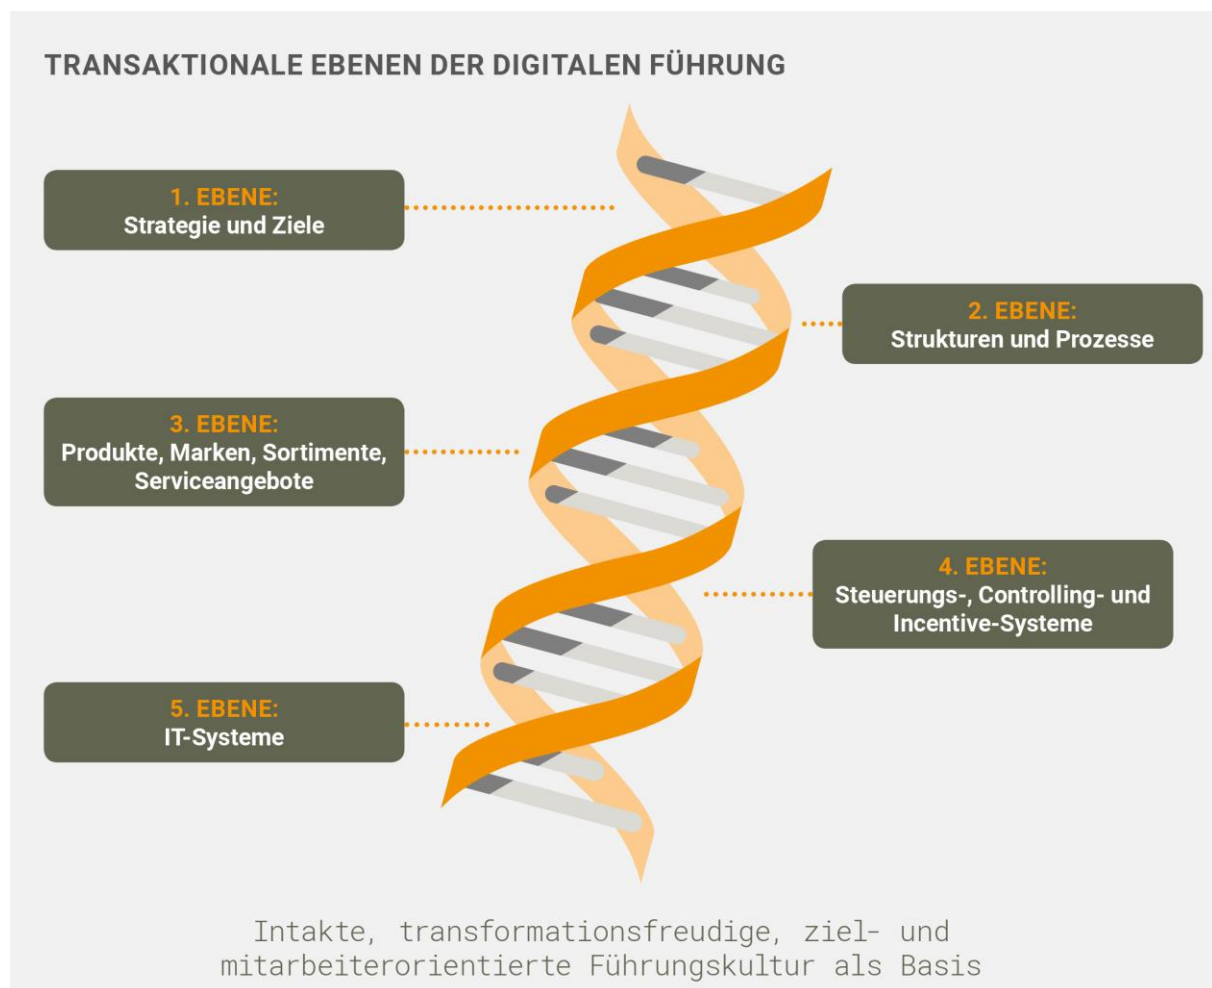 TRANSAKTIONALE EBENEN DER DIGITALEN FÜHRUNG
1. EBENE:
Strategie und Ziele
2. EBENE:
Strukturen und Prozesse
3. EBENE:
Produkte, Marken, Sortimente,
Serviceangebote
4. EBENE:
Steuerungs-, Controlling- und
Incentive-Systeme
5. EBENE:
IT-Systeme
Intakte, transformationsfreudige, ziel- und
mitarbeiterorientierte Führungskultur als Basis